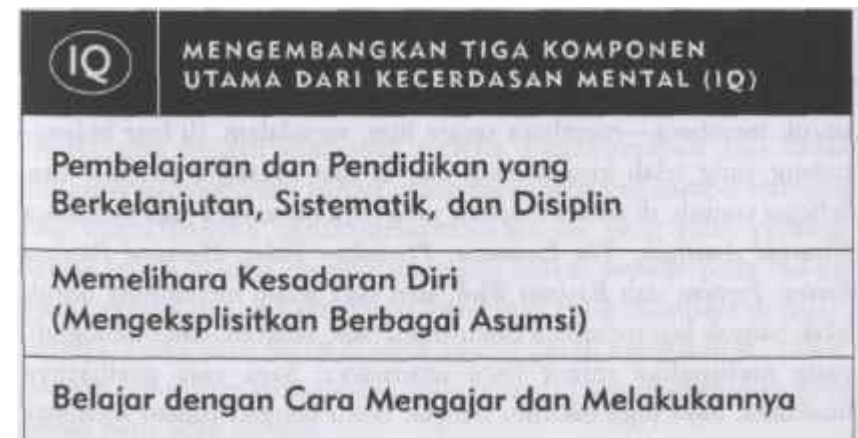 IQ
MENGEMBANGKAN TIGA KOMPONEN
UTAMA DARI KECERDASAN MENTAL (IQ)
Pembelajaran dan Pendidikan yang
Berkelanjutan, Sistematik, dan Disiplin
Memelihara Kesadaran Diri
(Mengeksplisitkan Berbagai Asumsi)
Belajar dengan Cara Mengajar dan Melakukannya